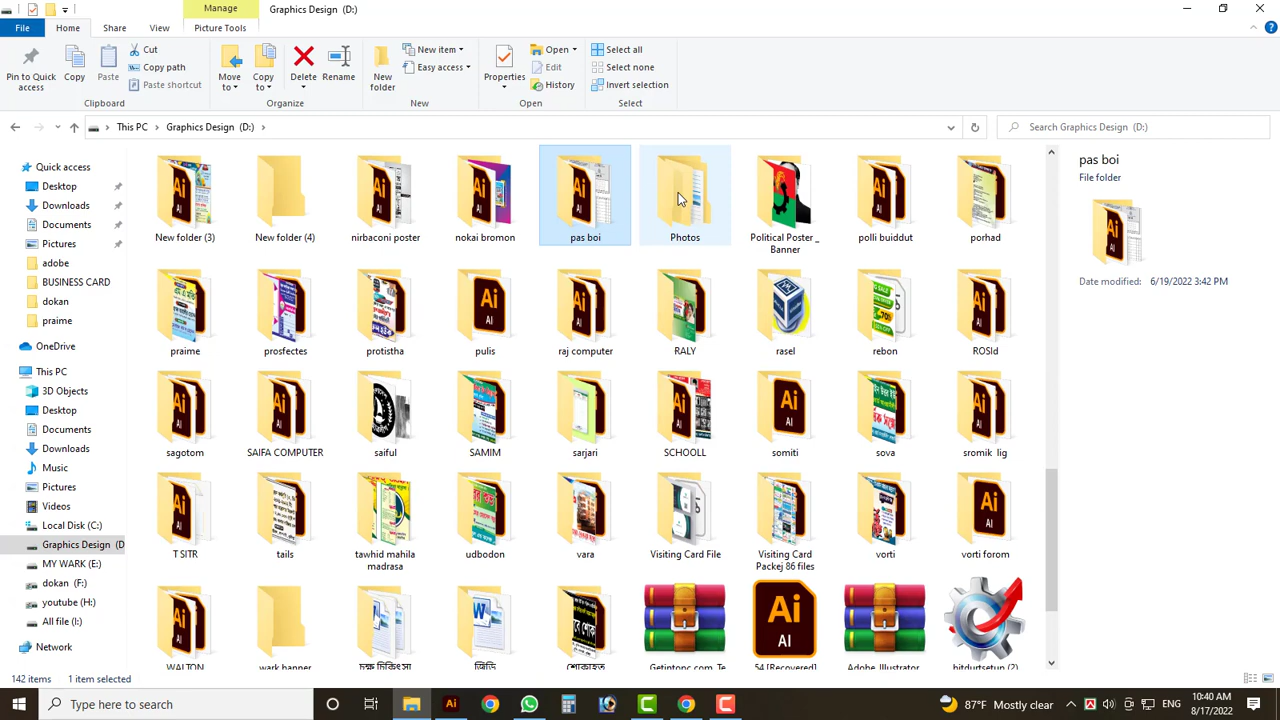 Manage
Graphics Design (D:)
File
Home
Share
View
Picture Tools
Pin to Quick access
Copy
Paste
Cut
Copy path
Paste shortcut
Clipboard
Move to
Copy to
Delete
Rename
Organize
New folder
New item
Easy access
New
Properties
Open
Edit
History
Open
Select all
Select none
Invert selection
Select
This PC
Graphics Design (D:)
Search Graphics Design (D:)
Quick access
Desktop
Downloads
Documents
Pictures
adobe
BUSINESS CARD
dokan
praime
OneDrive
This PC
3D Objects
Desktop
Documents
Downloads
Music
Pictures
Videos
Local Disk (C:)
Graphics Design (D
MY WARK (E:)
dokan (F:)
youtube (H:)
All file (I:)
Network
New folder (3)
New folder (4)
nirbaconi poster
nokai bromon
pas boi
Photos
Political Poster _
Banner
polli buiddut
porhad
praime
prosfectes
protistha
pulis
raj computer
RALY
rasel
rebon
ROSId
sagotom
SAIFA COMPUTER
saiful
SAMIM
sarjari
SCHOOLL
somiti
sova
sromik lig
T SITR
tails
tawhid mahila
madrasa
udbodon
vara
Visiting Card File
Visiting Card
Packej 86 files
vorti
vorti forom
WALTON
wark banner
চক্ষু চিকিৎসা
জিডি
শোকাহত
Getintopc.com_Te
54 [Recovered]
Adobe_Illustrator
bitdurtsetup (2)
pas boi
File folder
Date modified: 6/19/2022 3:42 PM
142 items
1 item selected
Type here to search
87°F Mostly clear
ENG
10:40 AM
8/17/2022